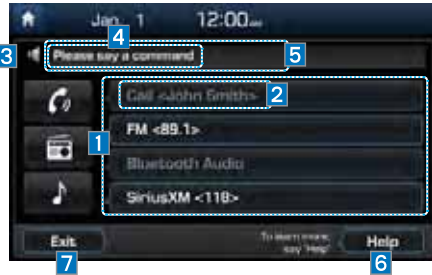 Jan. 1 12:00AM
4
3 Please say a command 5
Call <John Smith> 2
1 FM <89.1>
Bluetooth Audio
SiriusXM <118>
Exit To learn more, say 'Help' Help
7 6